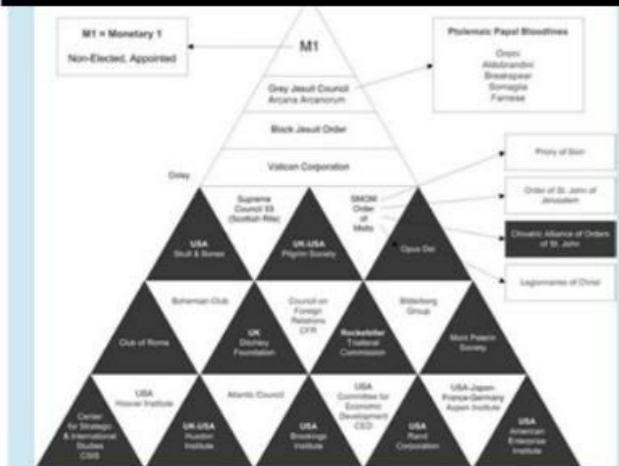 M1 = Monetary 1
Non-Elected, Appointed
M1
Ptolemaic Papal Bloodlines
Orsini
Aldobrandini
Breakspear
Somaglia
Farnese
Grey Jesuit Council
Arcana Arcanorum
Black Jesuit Order
Vatican Corporation
Priory of Sion
Order of St. John of
Jerusalem
Chivalric Alliance of Orders
of St. John
Legionnaires of Christ
Supreme
Council 33
(Scottish Rite)
SMOM
Order
of
Malta
USA
Skull & Bones
UK-USA
Pilgrim Society
Opus Dei
Bohemian Club
Council on
Foreign
Relations
CFR
Bilderberg
Group
Club of Rome
UK
Ditchley
Foundation
Rockefeller
Trilateral
Commission
Mont Pelerin
Society
USA
Hoover Institute
Atlantic Council
USA
Committee for
Economic
Development
CED
USA-Japan-
France-Germany
Aspen Institute
Center
for Strategic
& International
Studies
CSIS
UK-USA
Hudson
Institute
USA
Brookings
Institute
USA
Rand
Corporation
USA
American
Enterprise
Institute